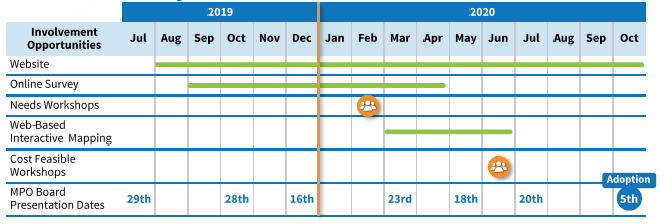 2019 2020
Involvement
Opportunities
Jul Aug Sep Oct Nov Dec Jan Feb Mar Apr May Jun Jul Aug Sep Oct
Website
Online Survey
Needs Workshops
Web-Based
Interactive Mapping
Cost Feasible
Workshops
Adoption
MPO Board
Presentation Dates
29th 28th 16th 23rd 18th 20th 5th